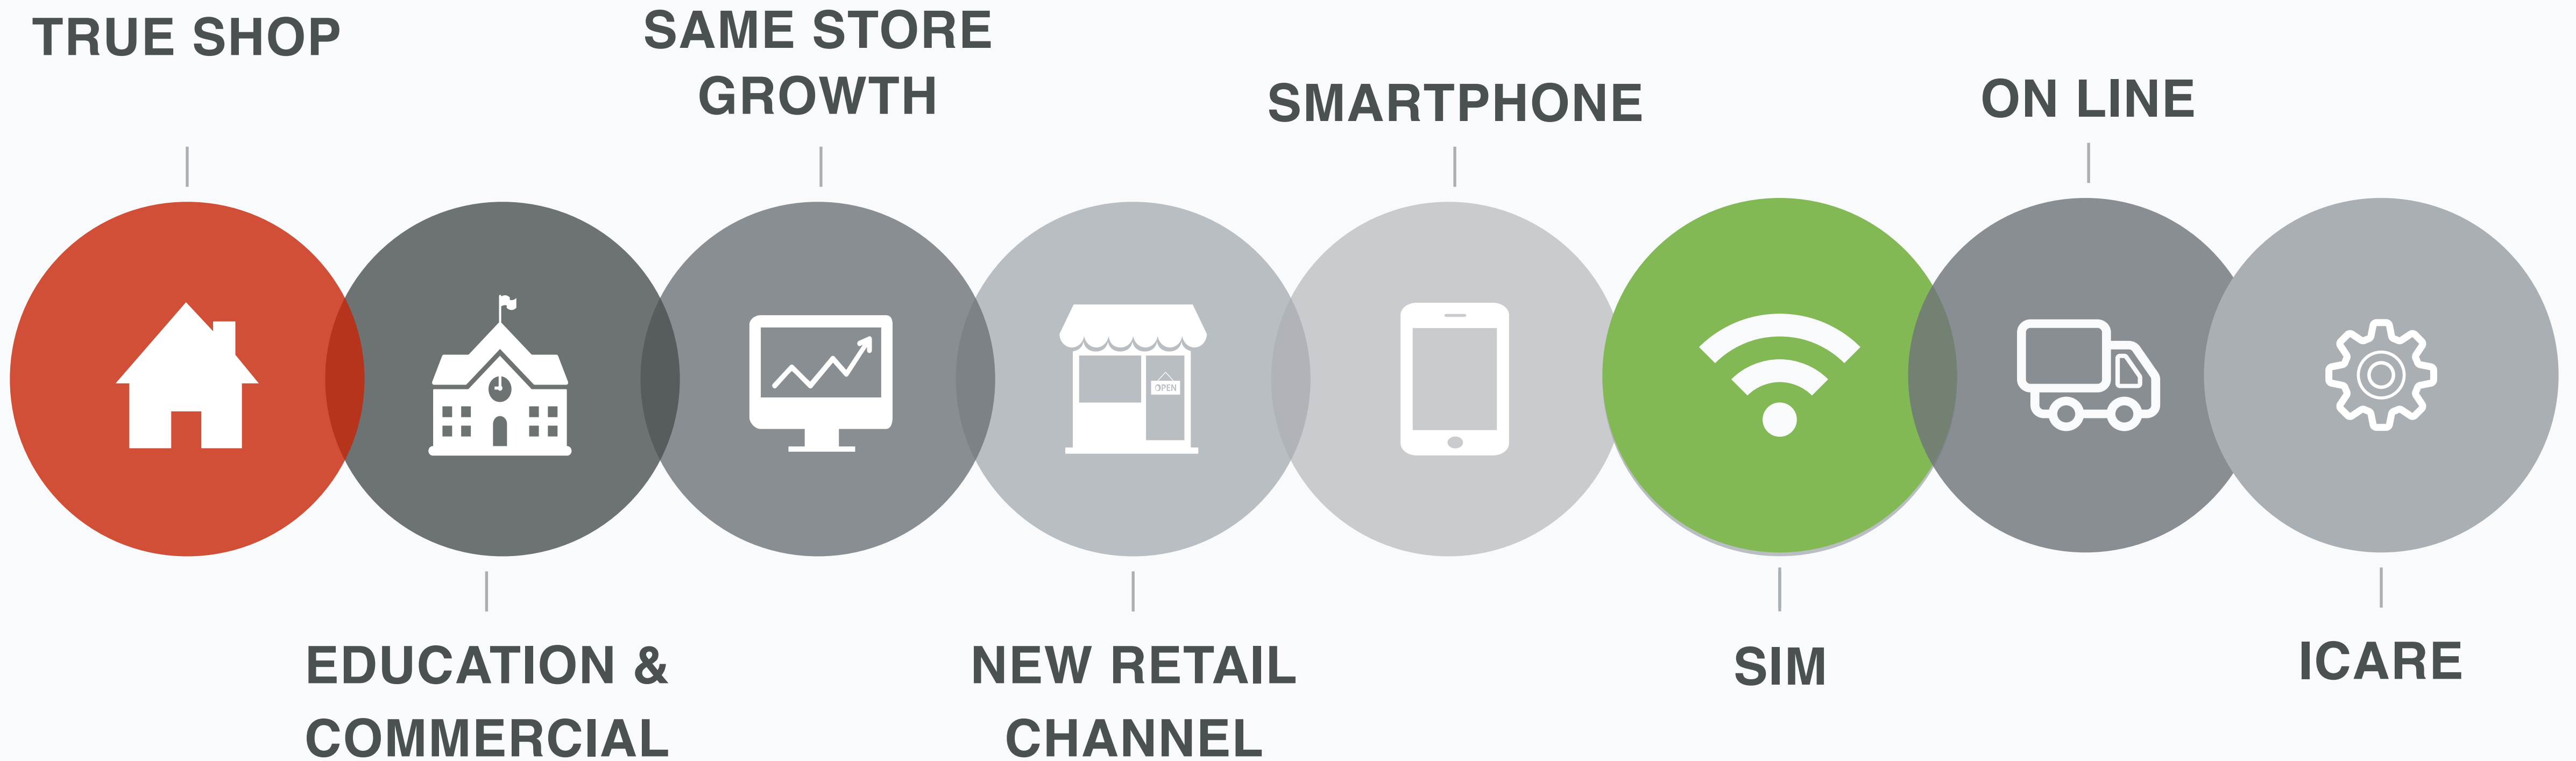 TRUE SHOP
SAME STORE
GROWTH
SMARTPHONE
ON LINE
OPEN
EDUCATION &
COMMERCIAL
NEW RETAIL
CHANNEL
SIM
ICARE